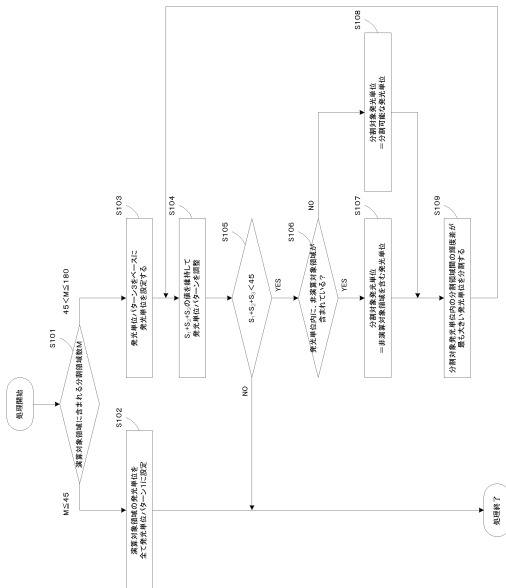 処理開始
S101
演算対象領域に含まれる分割領域数M
M≦45
45<M≦180
S102
演算対象領域の発光単位を
全て発光単位パターン1に設定
S103
発光単位パターン3をベースに
発光単位を設定する
S104
S₁+S₂+S₃の値を維持して
発光単位パターンを調整
S105
S₁+S₂+S₃<45
NO
YES
S106
発光単位内に、非演算対象領域が
含まれている?
NO
YES
S107
分割対象発光単位
=非演算対象領域を含む発光単位
S108
分割対象発光単位
=分割可能な発光単位
S109
分割対象発光単位内の分割領域間の輝度差が
最も大きい発光単位を分割する
処理終了